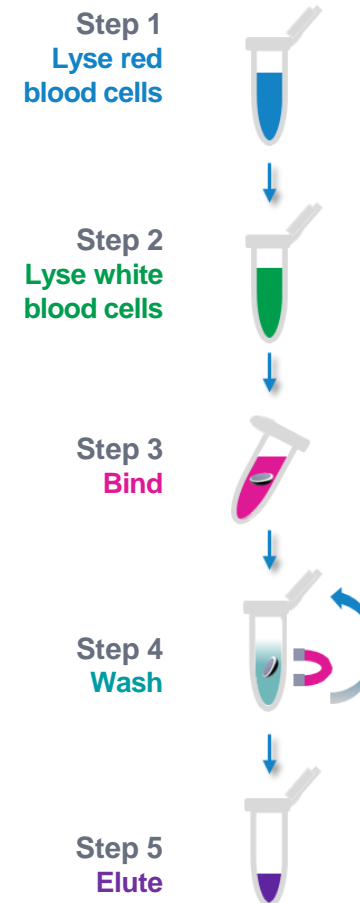 Step 1
Lyse red
blood cells
Step 2
Lyse white
blood cells
Step 3
Bind
Step 4
Wash
Step 5
Elute